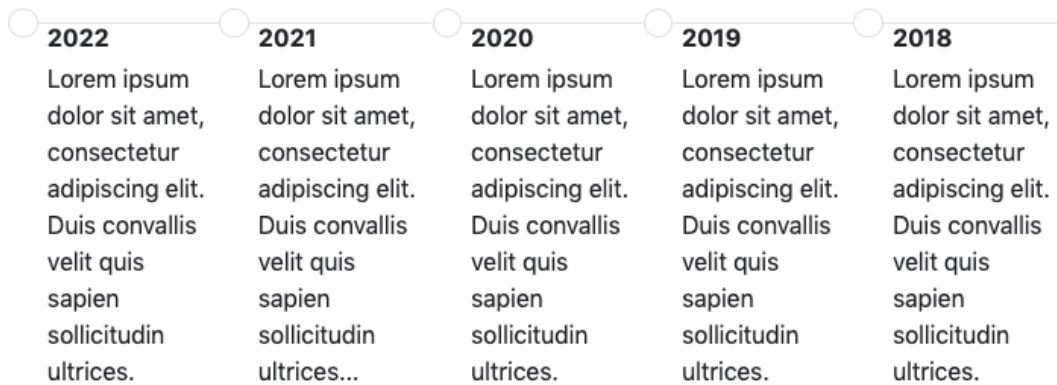 2022
Lorem ipsum
dolor sit amet,
consectetur
adipiscing elit.
Duis convallis
velit quis
sapien
sollicitudin
ultrices.
2021
Lorem ipsum
dolor sit amet,
consectetur
adipiscing elit.
Duis convallis
velit quis
sapien
sollicitudin
ultrices...
2020
Lorem ipsum
dolor sit amet,
consectetur
adipiscing elit.
Duis convallis
velit quis
sapien
sollicitudin
ultrices.
2019
Lorem ipsum
dolor sit amet,
consectetur
adipiscing elit.
Duis convallis
velit quis
sapien
sollicitudin
ultrices.
2018
Lorem ipsum
dolor sit amet,
consectetur
adipiscing elit.
Duis convallis
velit quis
sapien
sollicitudin
ultrices.